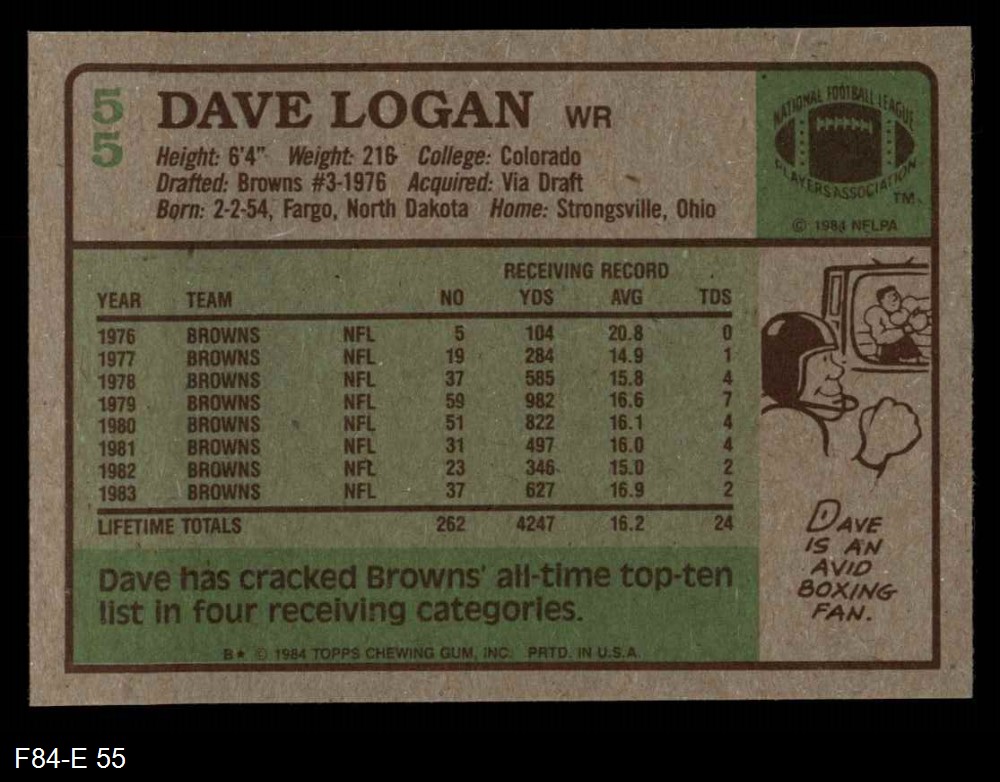 55
DAVE LOGAN WR
Height: 6'4" Weight: 216 College: Colorado
Drafted: Browns #3-1976 Acquired: Via Draft
Born: 2-2-54, Fargo, North Dakota Home: Strongsville, Ohio
NATIONAL FOOTBALL LEAGUE
PLAYERS ASSOCIATION
TM
© 1984 NFLPA
RECEIVING RECORD
YEAR TEAM NO YDS AVG TDS
1976 BROWNS NFL 5 104 20.8 0
1977 BROWNS NFL 19 284 14.9 1
1978 BROWNS NFL 37 585 15.8 4
1979 BROWNS NFL 59 982 16.6 7
1980 BROWNS NFL 51 822 16.1 4
1981 BROWNS NFL 31 497 16.0 4
1982 BROWNS NFL 23 346 15.0 2
1983 BROWNS NFL 37 627 16.9 2
LIFETIME TOTALS 262 4247 16.2 24
DAVE
IS AN
AVID
BOXING
FAN.
Dave has cracked Browns' all-time top-ten
list in four receiving categories.
B★ © 1984 TOPPS CHEWING GUM, INC. PRTD. IN U.S.A.
F84-E 55